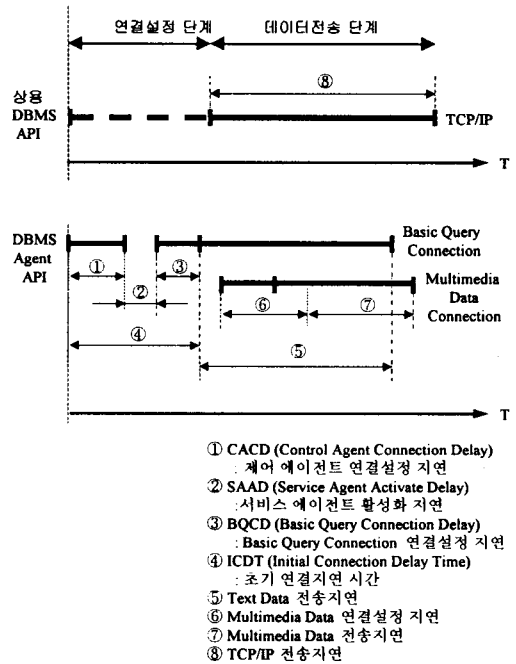 연결설정 단계 데이터전송 단계
⑧
상용
DBMS
API
TCP/IP
T
DBMS
Agent
API
Basic Query
Connection
① ③
②
Multimedia
Data
Connection
⑥ ⑦
④
⑤
T
① CACD (Control Agent Connection Delay)
: 제어 에이전트 연결설정 지연
② SAAD (Service Agent Activate Delay)
:서비스 에이전트 활성화 지연
③ BQCD (Basic Query Connection Delay)
: Basic Query Connection 연결설정 지연
④ ICDT (Initial Connection Delay Time)
: 초기 연결지연 시간
⑤ Text Data 전송지연
⑥ Multimedia Data 연결설정 지연
⑦ Multimedia Data 전송지연
⑧ TCP/IP 전송지연